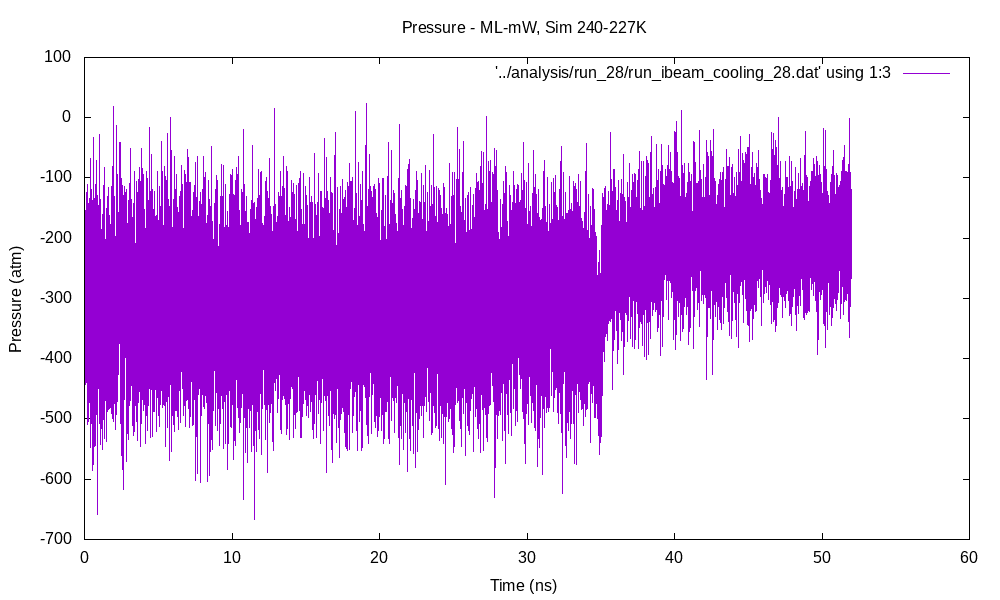 Pressure - ML-mW, Sim 240-227K
'../analysis/run_28/run_ibeam_cooling_28.dat' using 1:3
100
0
-100
-200
-300
-400
-500
-600
-700
Pressure (atm)
0 10 20 30 40 50 60
Time (ns)